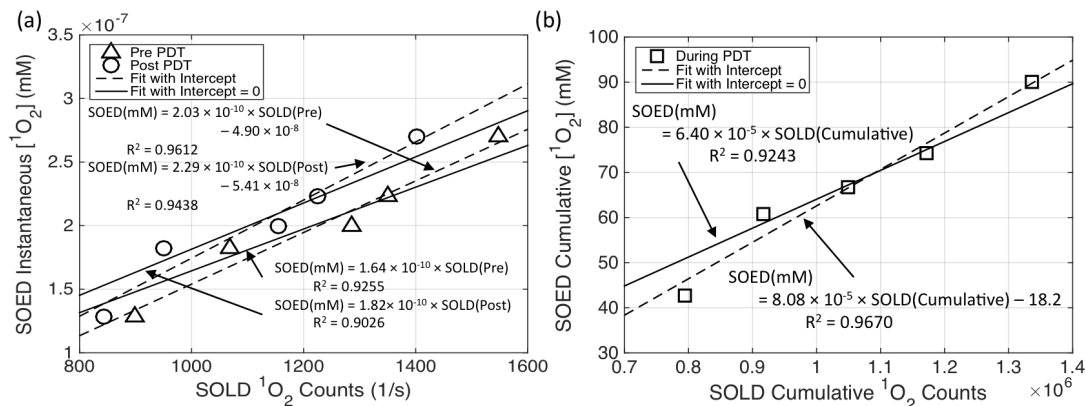 (a)
×10⁻⁷
3.5
3
2.5
2
1.5
1
SOED Instantaneous [¹O₂] (mM)
Pre PDT
Post PDT
Fit with Intercept
Fit with Intercept = 0
SOED(mM) = 2.03 × 10⁻¹⁰ × SOLD(Pre)
− 4.90 × 10⁻⁸
R² = 0.9612
SOED(mM) = 2.29 × 10⁻¹⁰ × SOLD(Post)
− 5.41 × 10⁻⁸
R² = 0.9438
SOED(mM) = 1.64 × 10⁻¹⁰ × SOLD(Pre)
R² = 0.9255
SOED(mM) = 1.82× 10⁻¹⁰ × SOLD(Post)
R² = 0.9026
800 1000 1200 1400 1600
SOLD ¹O₂ Counts (1/s)
(b)
100
90
80
70
60
50
40
30
SOED Cumulative [¹O₂] (mM)
During PDT
Fit with Intercept
Fit with Intercept = 0
SOED(mM)
= 6.40 × 10⁻⁵ × SOLD(Cumulative)
R² = 0.9243
SOED(mM)
= 8.08 × 10⁻⁵ × SOLD(Cumulative) − 18.2
R² = 0.9670
0.7 0.8 0.9 1 1.1 1.2 1.3 1.4
SOLD Cumulative ¹O₂ Counts
×10⁶